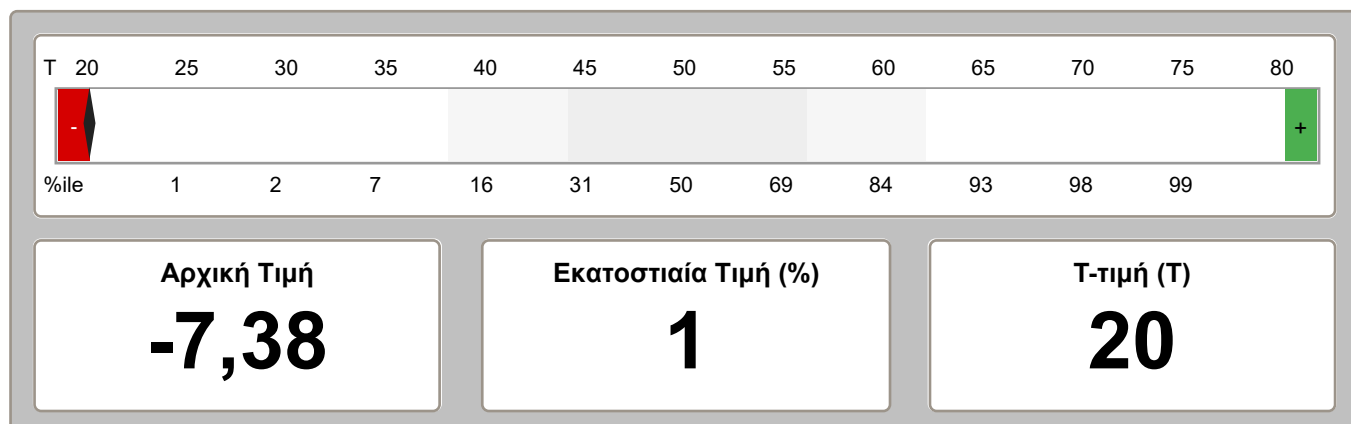 T 20 25 30 35 40 45 50 55 60 65 70 75 80
- +
%ile 1 2 7 16 31 50 69 84 93 98 99
Αρχική Τιμή Εκατοστιαία Τιμή (%) Τ-τιμή (Τ)
-7,38 1 20